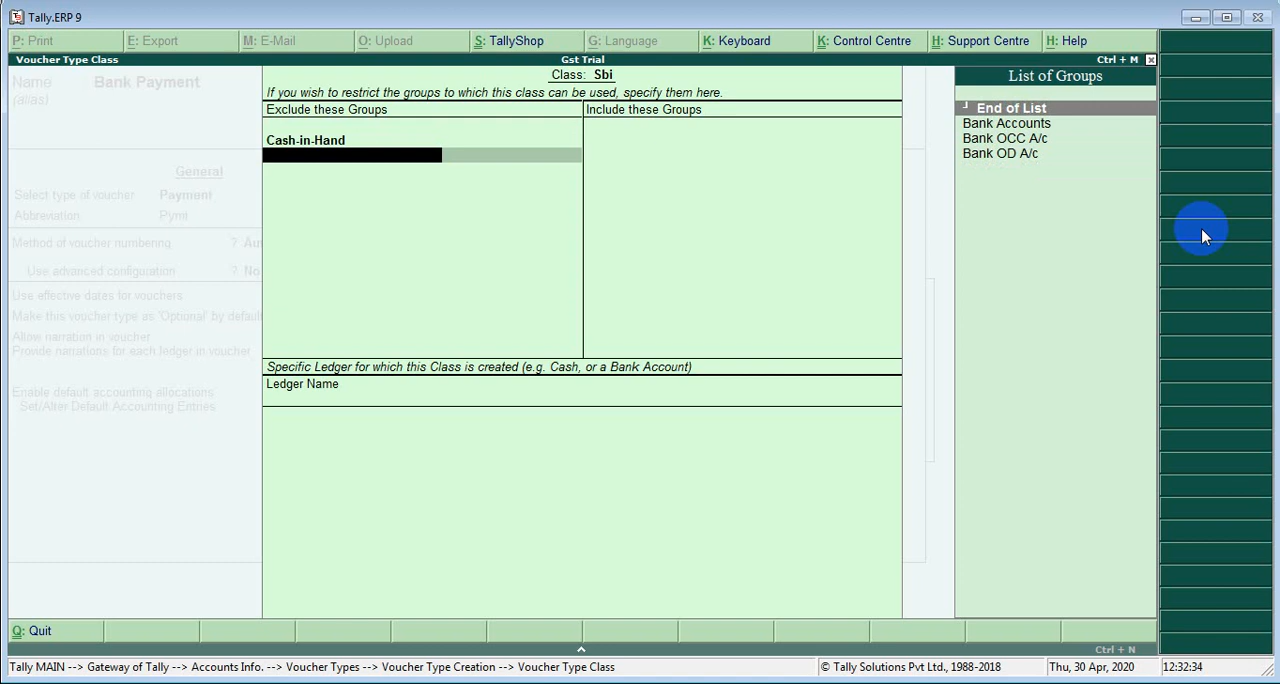 Tally.ERP 9
P: Print E: Export M: E-Mail O: Upload S: TallyShop G: Language K: Keyboard K: Control Centre H: Support Centre H: Help
Voucher Type Class Gst Trial Ctrl + M
Name Bank Payment
(alias)
Class: Sbi
If you wish to restrict the groups to which this class can be used, specify them here.
Exclude these Groups Include these Groups
Cash-in-Hand
List of Groups
End of List
Bank Accounts
Bank OCC A/c
Bank OD A/c
General
Select type of voucher Payment
Abbreviation Pymt
Method of voucher numbering ?
Use advanced configuration ? No
Use effective dates for vouchers
Make this voucher type as 'Optional' by default
Allow narration in voucher
Provide narrations for each ledger in voucher
Enable default accounting allocations
Set/Alter Default Accounting Entries
Specific Ledger for which this Class is created (e.g. Cash, or a Bank Account)
Ledger Name
Q: Quit
Ctrl + N
Tally MAIN --> Gateway of Tally --> Accounts Info. --> Voucher Types --> Voucher Type Creation --> Voucher Type Class © Tally Solutions Pvt Ltd., 1988-2018 Thu, 30 Apr, 2020 12:32:34